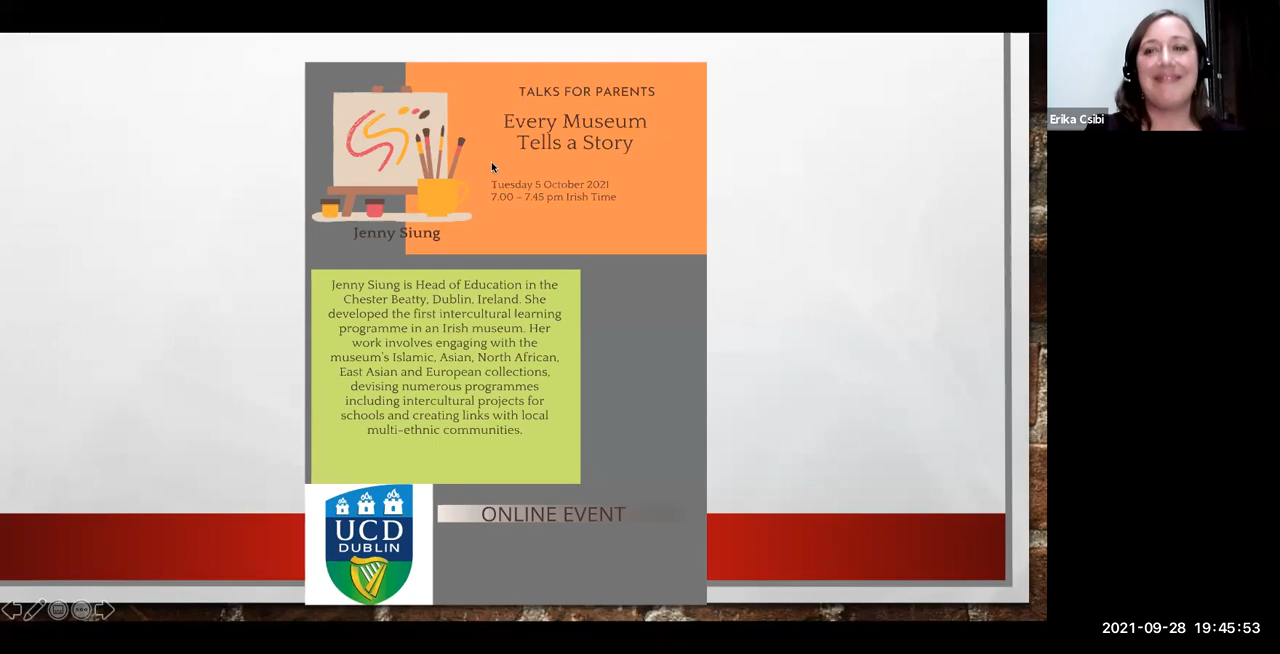 TALKS FOR PARENTS
Every Museum
Tells a Story
Tuesday 5 October 2021
7.00 – 7.45 pm Irish Time
Jenny Siung
Jenny Siung is Head of Education in the
Chester Beatty, Dublin, Ireland. She
developed the first intercultural learning
programme in an Irish museum. Her
work involves engaging with the
museum's Islamic, Asian, North African,
East Asian and European collections,
devising numerous programmes
including intercultural projects for
schools and creating links with local
multi-ethnic communities.
UCD
DUBLIN
ONLINE EVENT
Erika Csibi
2021-09-28 19:45:53